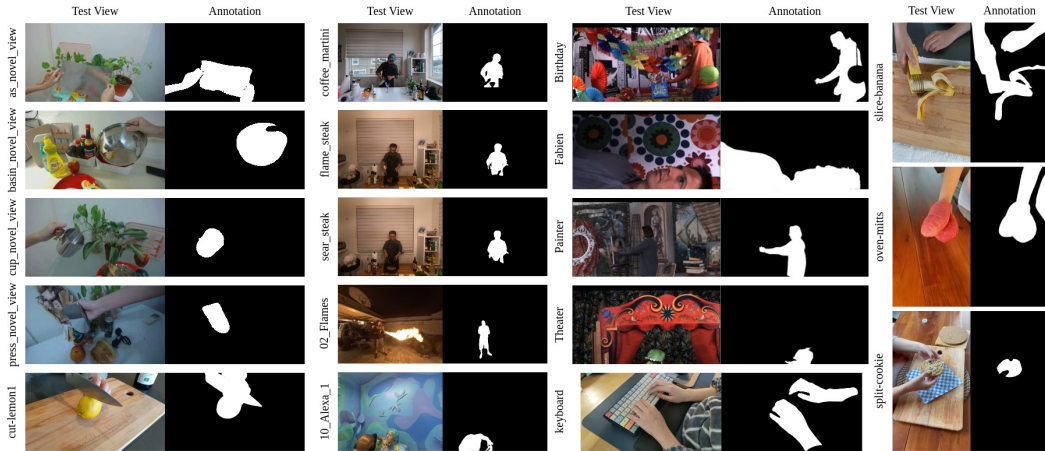 Test View Annotation
as_novel_view
basin_novel_view
cup_novel_view
press_novel_view
cut-lemon1
Test View Annotation
coffee_martini
flame_steak
sear_steak
02_Flames
10_Alexa_1
Test View Annotation
Birthday
Fabien
Painter
Theater
keyboard
Test View Annotation
slice-banana
oven-mitts
split-cookie